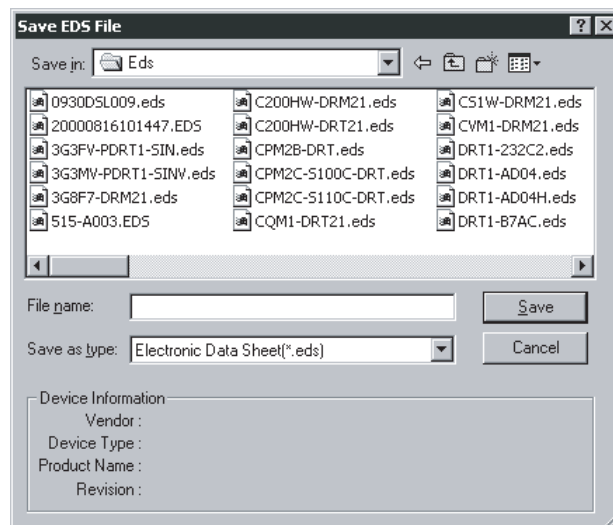 Save EDS File
Save in: Eds
0930DSL009.eds
20000816101447.EDS
3G3FV-PDRT1-SIN.eds
3G3MV-PDRT1-SINV.eds
3G8F7-DRM21.eds
515-A003.EDS
C200HW-DRM21.eds
C200HW-DRT21.eds
CPM2B-DRT.eds
CPM2C-S100C-DRT.eds
CPM2C-S110C-DRT.eds
CQM1-DRT21.eds
CS1W-DRM21.eds
CVM1-DRM21.eds
DRT1-232C2.eds
DRT1-AD04.eds
DRT1-AD04H.eds
DRT1-B7AC.eds
File name:
Save
Save as type: Electronic Data Sheet(*.eds)
Cancel
Device Information
Vendor :
Device Type :
Product Name :
Revision :